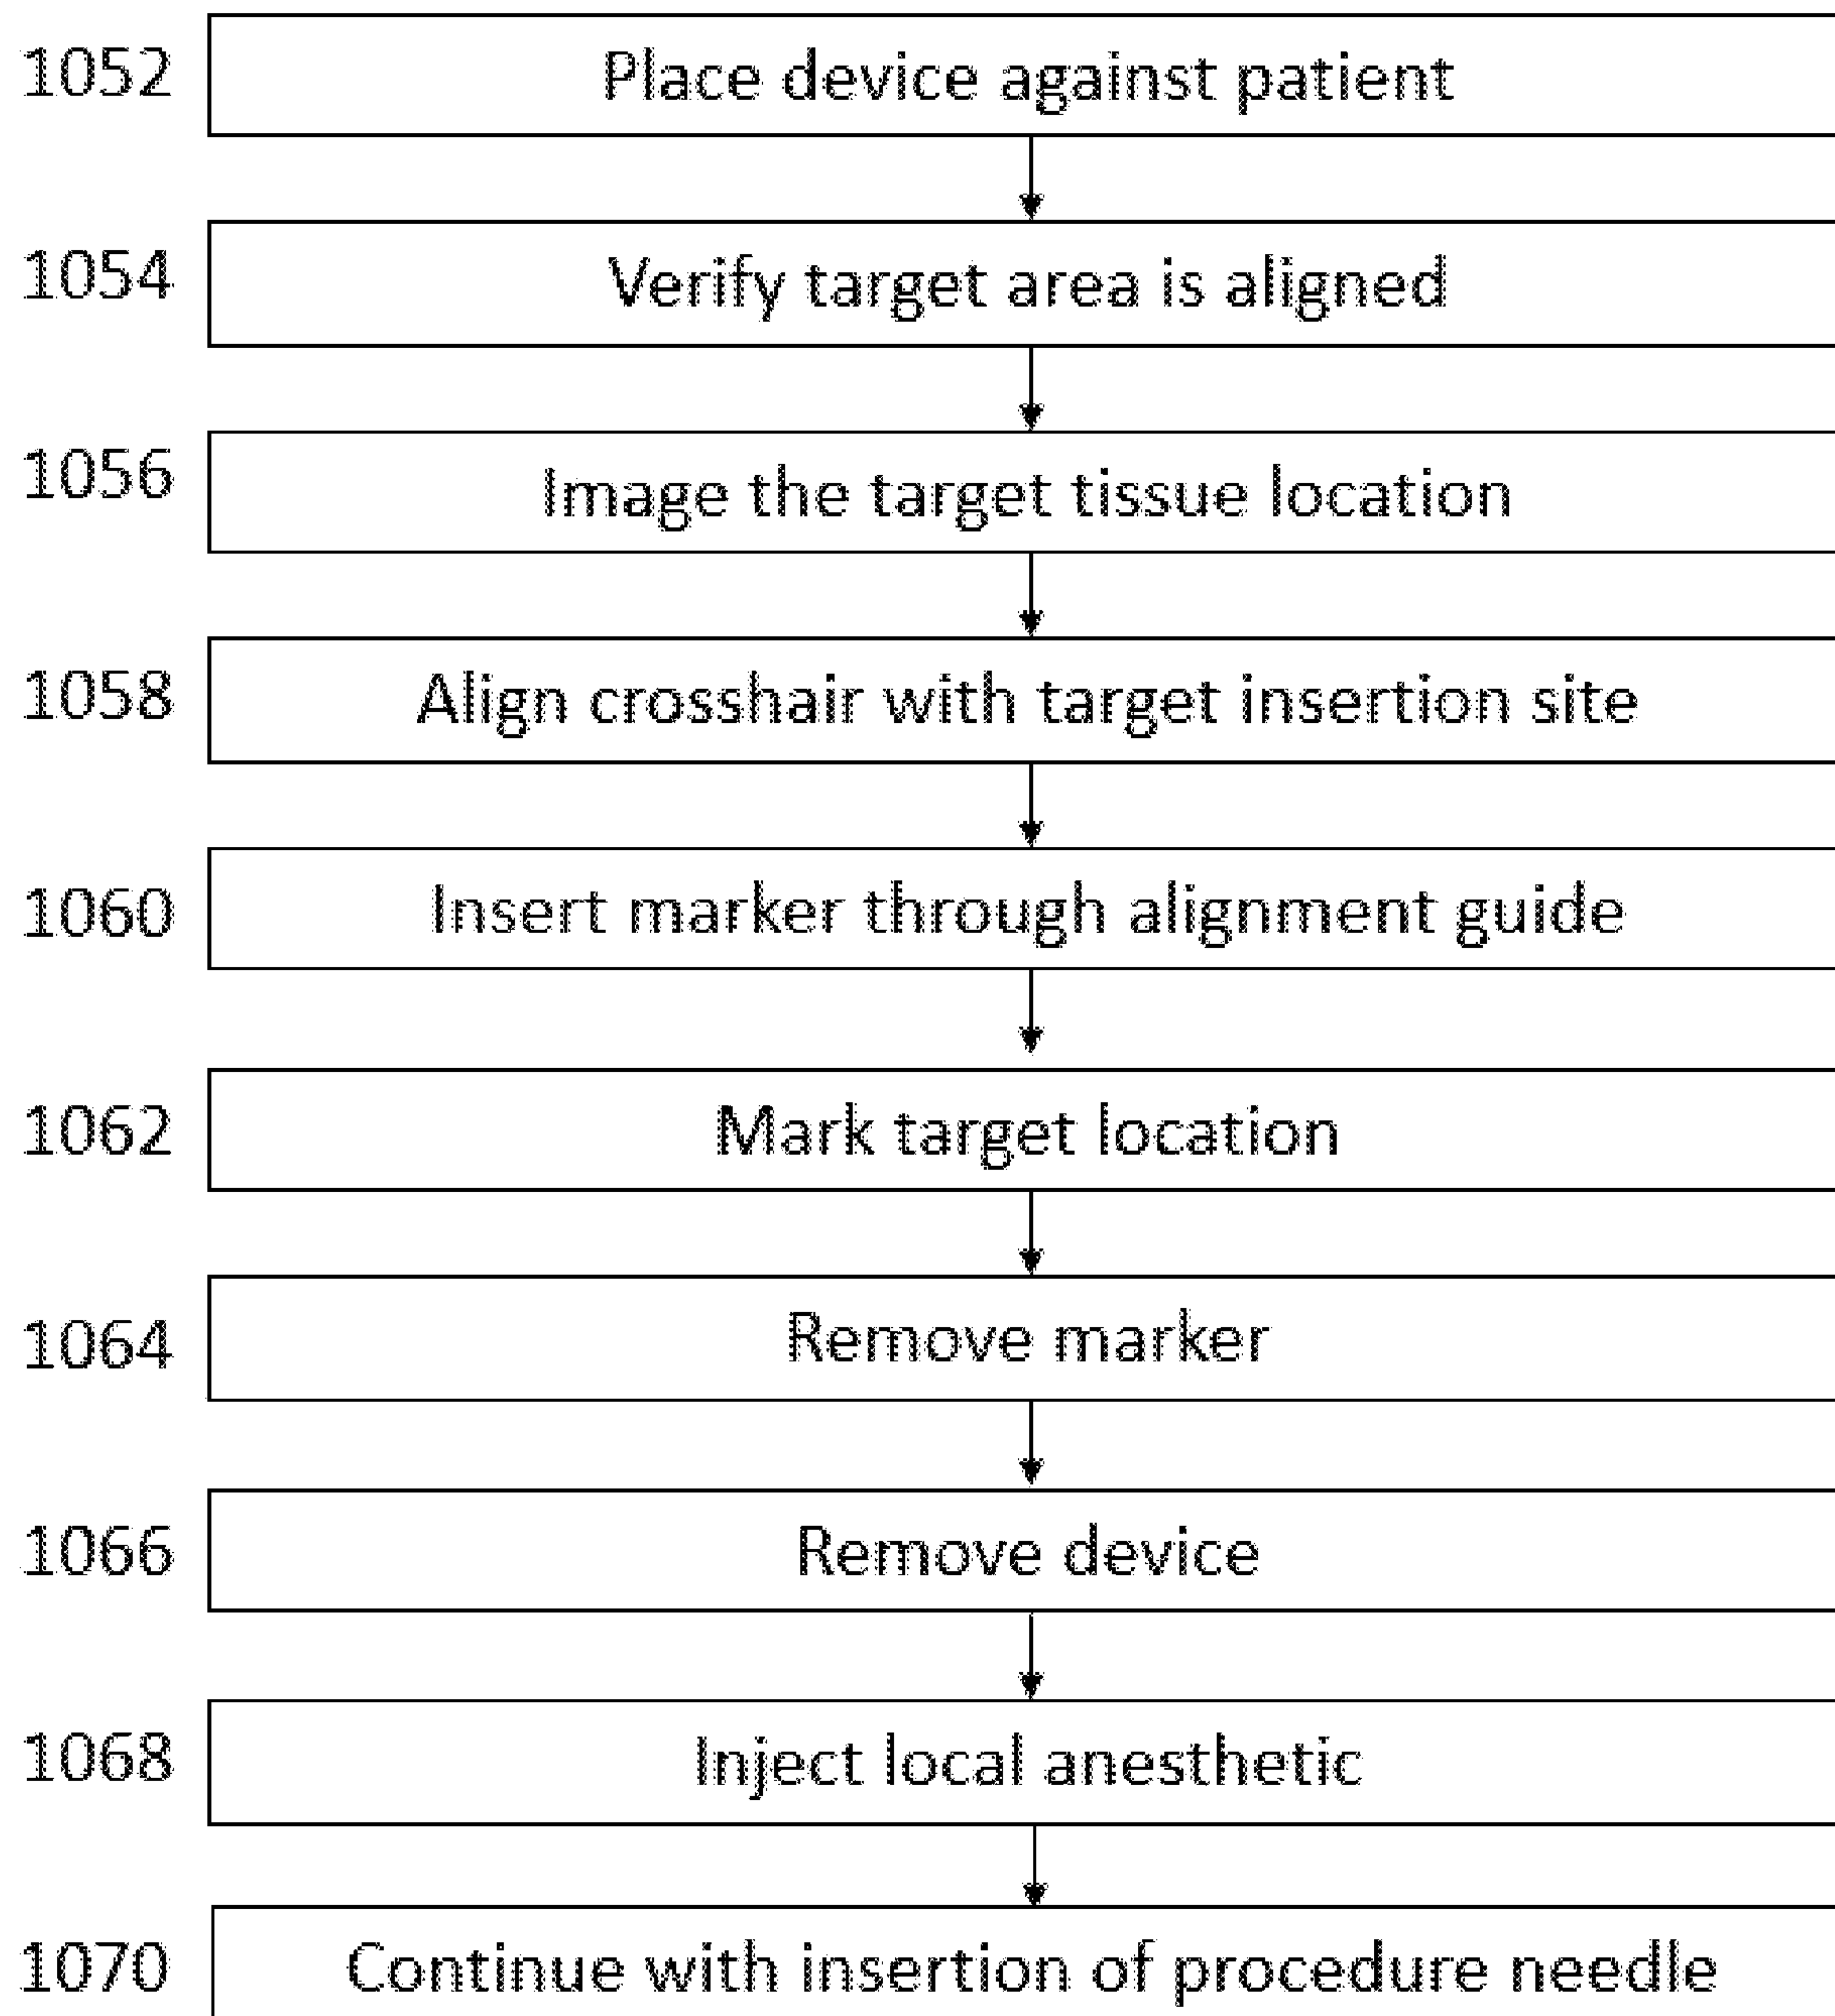 1052 Place device against patient
1054 Verify target area is aligned
1056 Image the target tissue location
1058 Align crosshair with target insertion site
1060 Insert marker through alignment guide
1062 Mark target location
1064 Remove marker
1066 Remove device
1068 Inject local anesthetic
1070 Continue with insertion of procedure needle